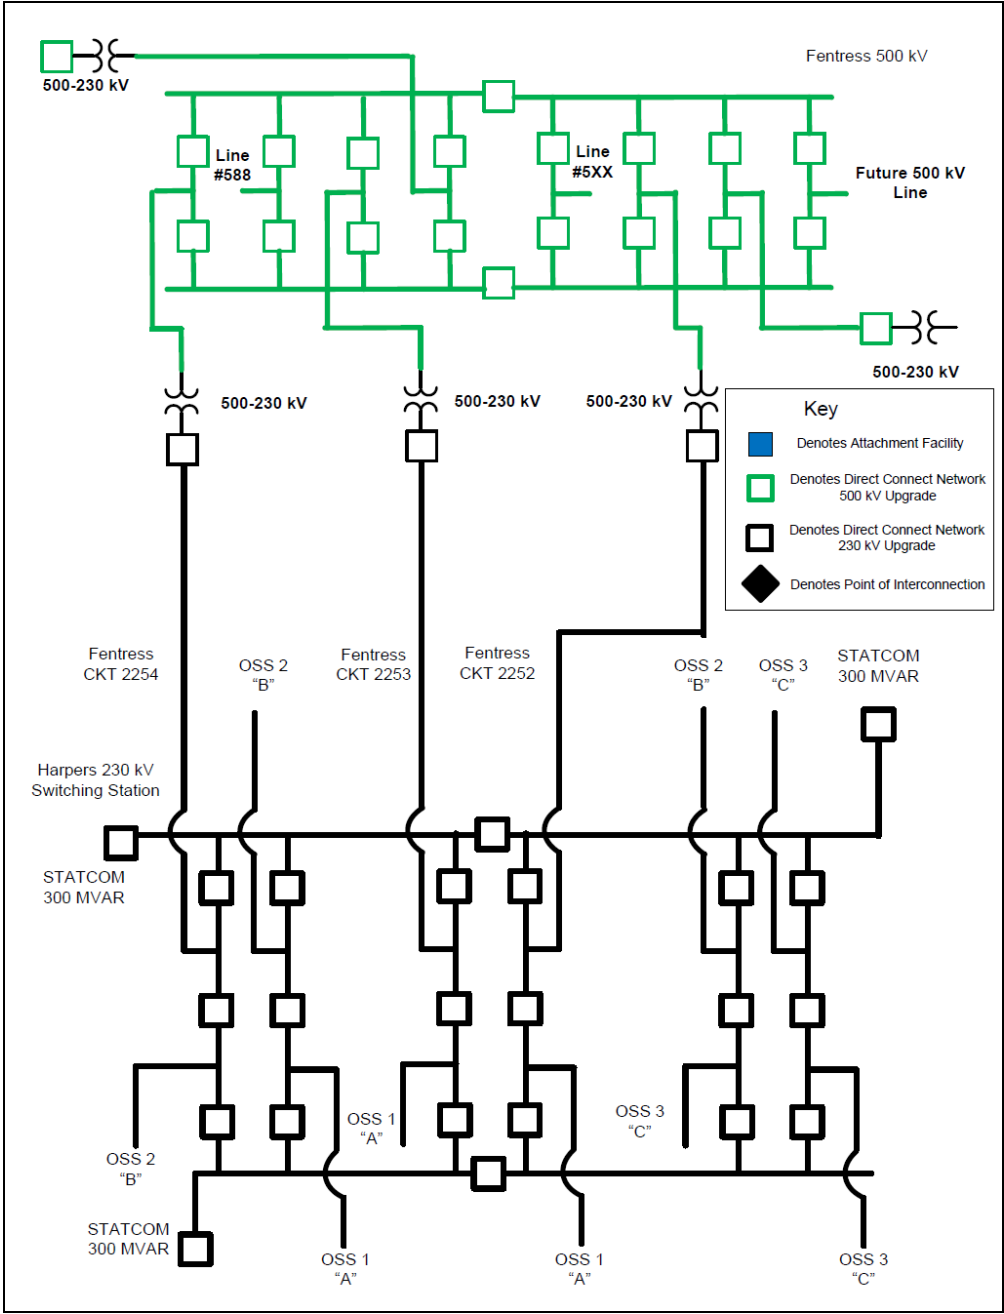 Fentress 500 kV
500-230 kV
Line
#588
Line
#5XX
Future 500 kV
Line
500-230 kV
500-230 kV
500-230 kV
500-230 kV
Key
Denotes Attachment Facility
Denotes Direct Connect Network
500 kV Upgrade
Denotes Direct Connect Network
230 kV Upgrade
Denotes Point of Interconnection
Fentress
CKT 2254
OSS 2
“B”
Fentress
CKT 2253
Fentress
CKT 2252
OSS 2
“B”
OSS 3
“C”
STATCOM
300 MVAR
Harpers 230 kV
Switching Station
STATCOM
300 MVAR
OSS 2
“B”
OSS 1
“A”
OSS 3
“C”
STATCOM
300 MVAR
OSS 1
“A”
OSS 1
“A”
OSS 3
“C”